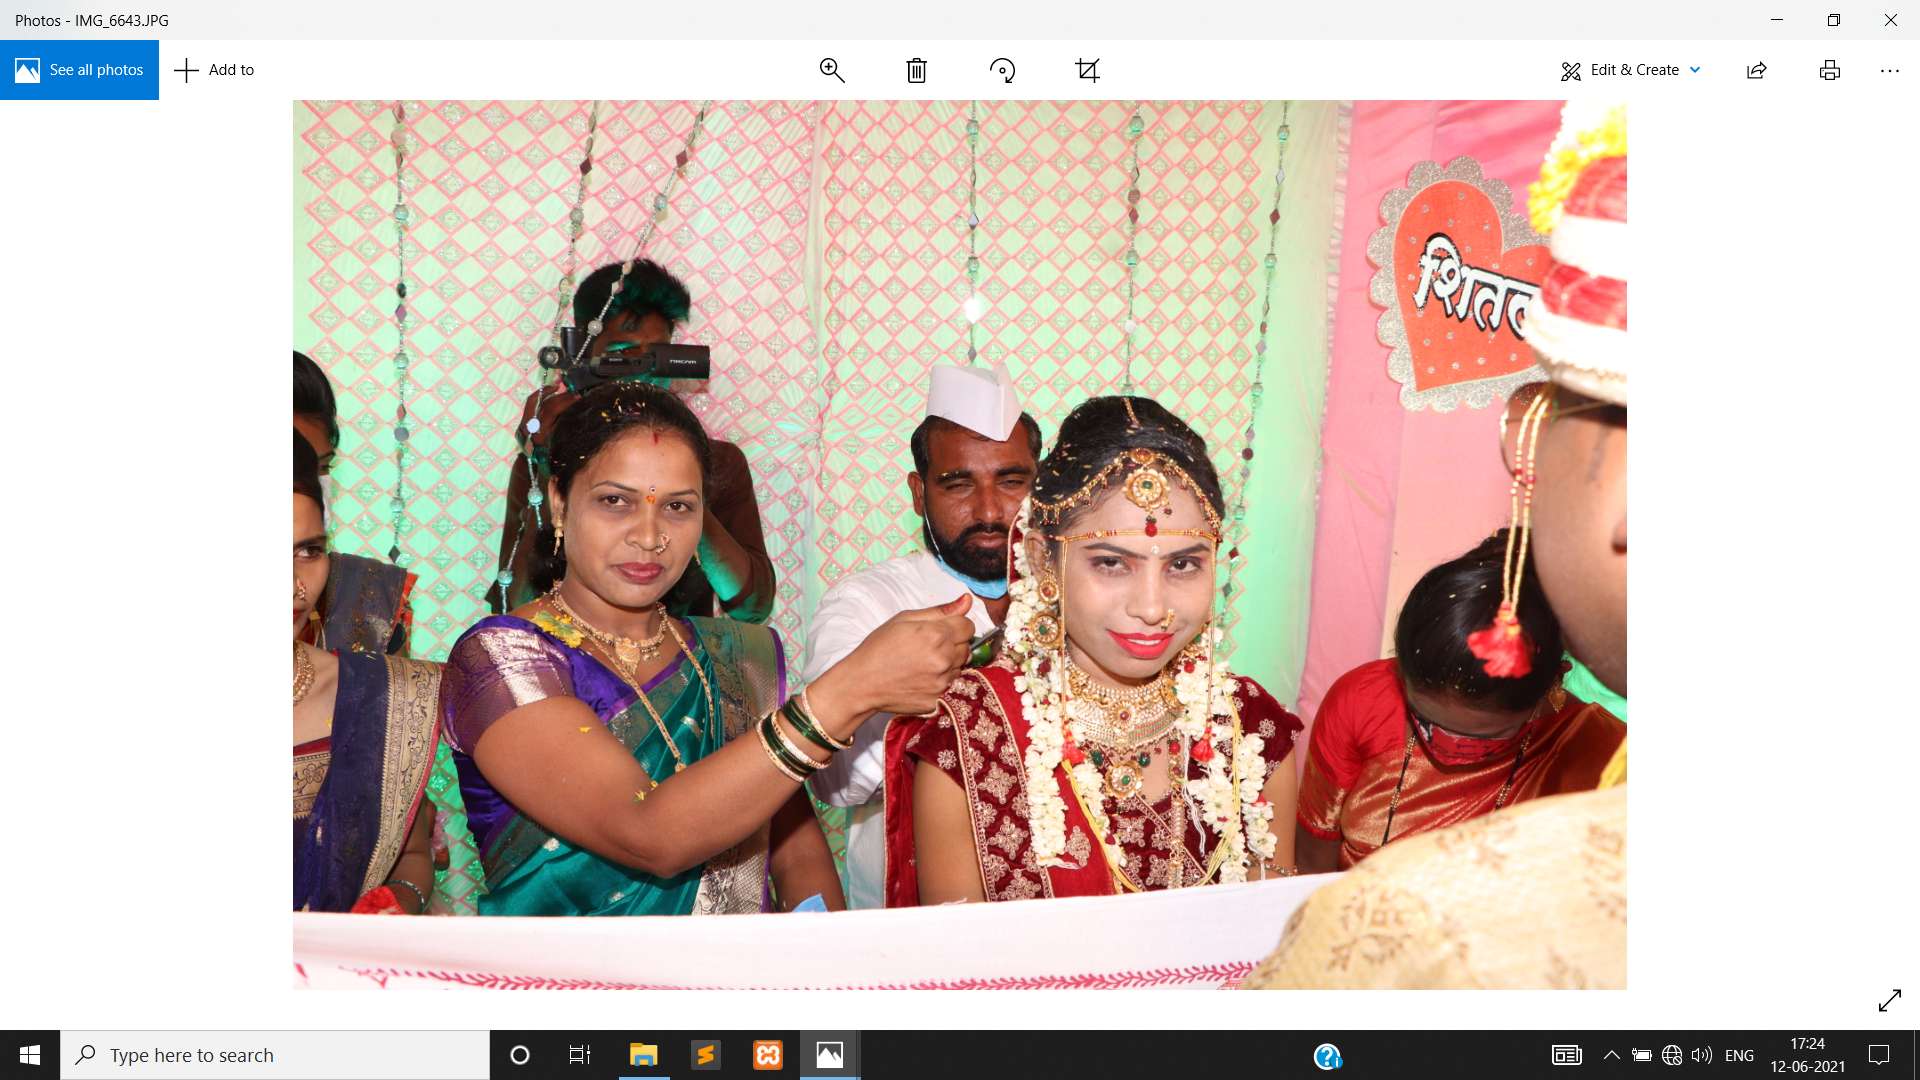 Photos - IMG_6643.JPG
See all photos
Add to
Edit & Create
Type here to search
ENG
17:24
12-06-2021